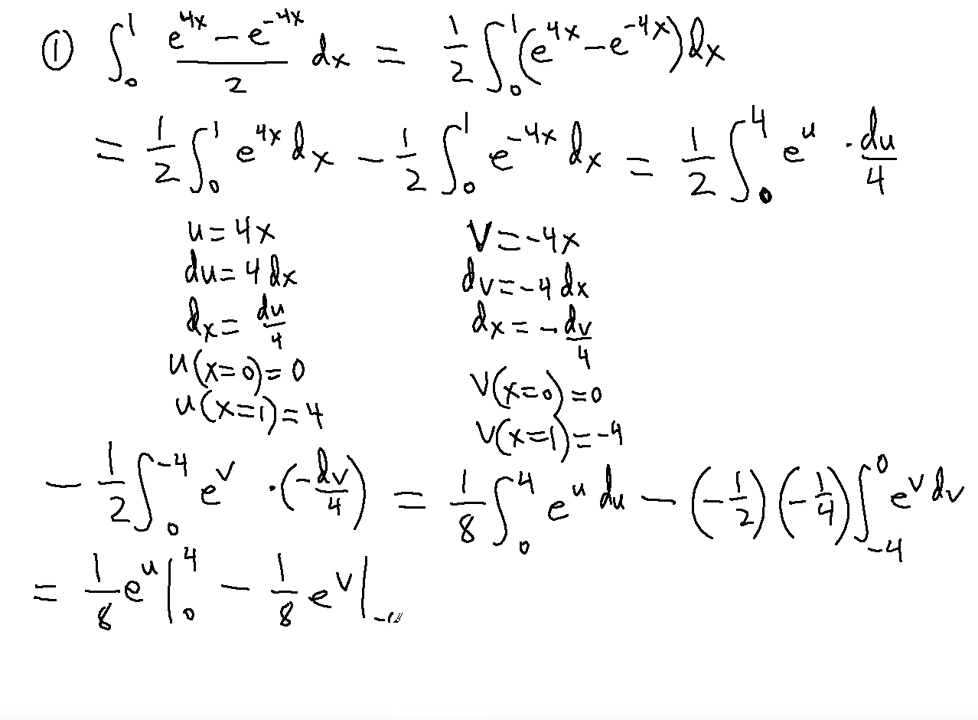 ① ∫₀¹ (e^{4x} − e^{−4x})/2 dx = 1/2 ∫₀¹ (e^{4x} − e^{−4x}) dx
= 1/2 ∫₀¹ e^{4x} dx − 1/2 ∫₀¹ e^{−4x} dx = 1/2 ∫₀⁴ e^u · du/4
u = 4x
du = 4 dx
dx = du/4
u(x=0) = 0
u(x=1) = 4
v = −4x
dv = −4 dx
dx = −dv/4
v(x=0) = 0
v(x=1) = −4
− 1/2 ∫₀^{−4} e^v · (−dv/4) = 1/8 ∫₀⁴ e^u du − (−1/2)(−1/4) ∫_{−4}^0 e^v dv
= 1/8 e^u |₀⁴ − 1/8 e^v |